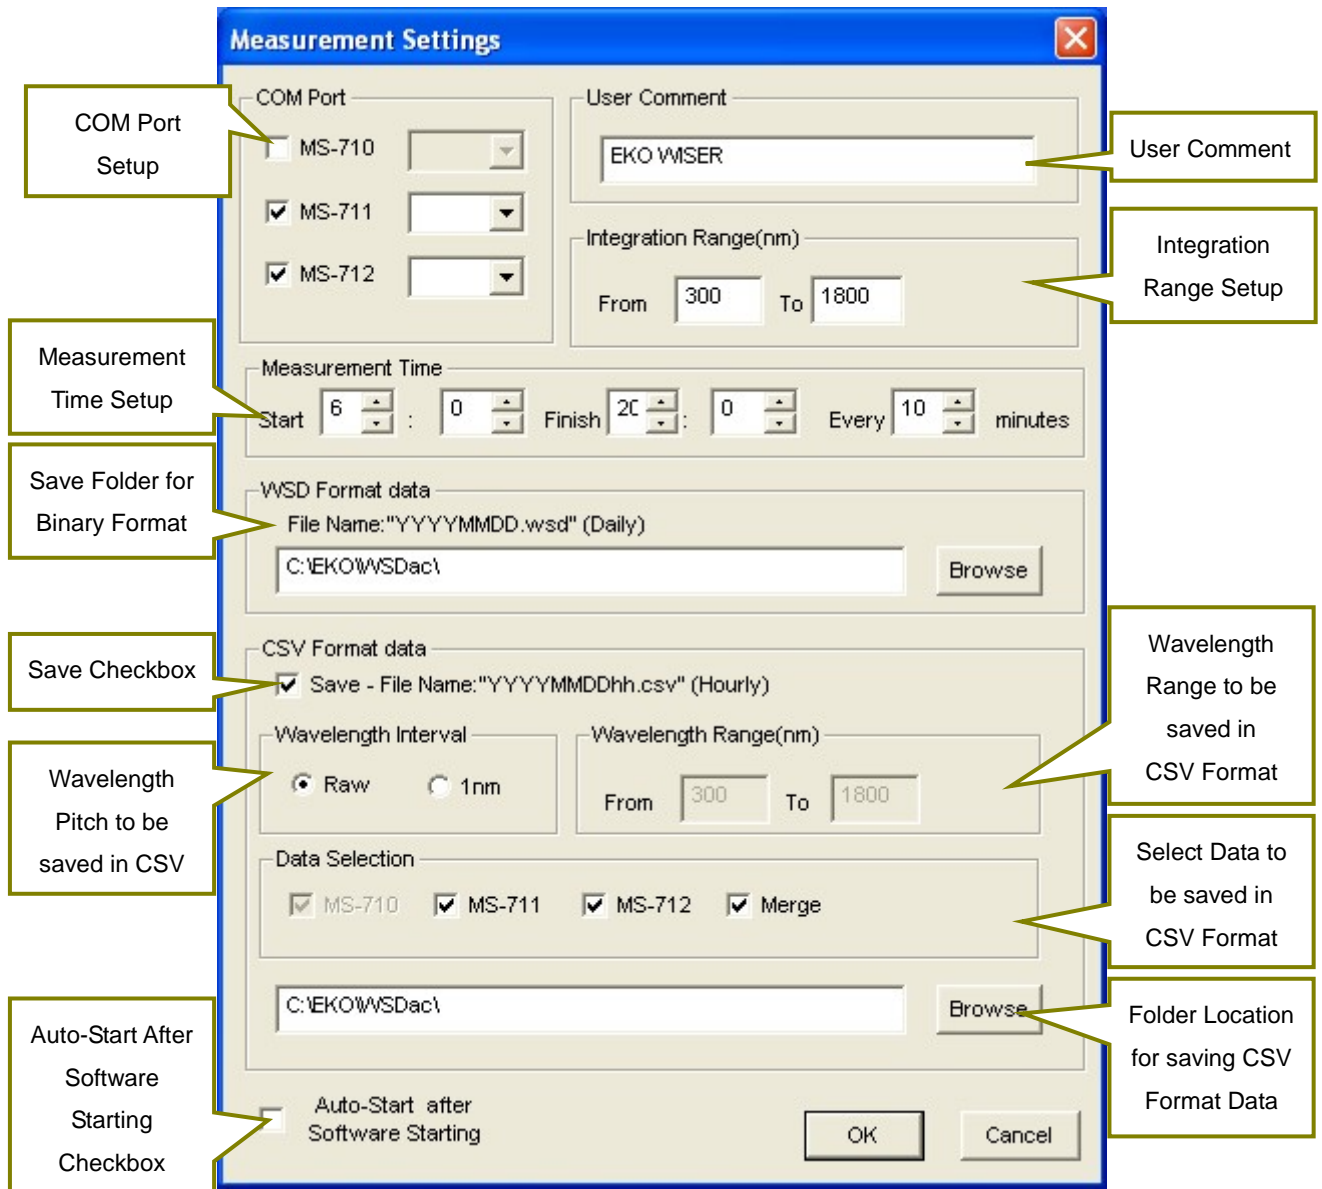 Measurement Settings
COM Port
Setup
COM Port
MS-710
MS-711
MS-712
User Comment
EKO WISER
User Comment
Integration Range(nm)
From 300 To 1800
Integration
Range Setup
Measurement
Time Setup
Measurement Time
Start 6 : 0 Finish 20 : 0 Every 10 minutes
Save Folder for
Binary Format
WSD Format data
File Name:"YYYYMMDD.wsd" (Daily)
C:\EKO\WSDac\
Browse
Save Checkbox
CSV Format data
Save - File Name:"YYYYMMDDhh.csv" (Hourly)
Wavelength
Range to be
saved in
CSV Format
Wavelength
Pitch to be
saved in CSV
Wavelength Interval
Raw 1nm
Wavelength Range(nm)
From 300 To 1800
Data Selection
MS-710 MS-711 MS-712 Merge
Select Data to
be saved in
CSV Format
C:\EKO\WSDac\
Browse
Folder Location
for saving CSV
Format Data
Auto-Start After
Software
Starting
Checkbox
Auto-Start after
Software Starting
OK
Cancel